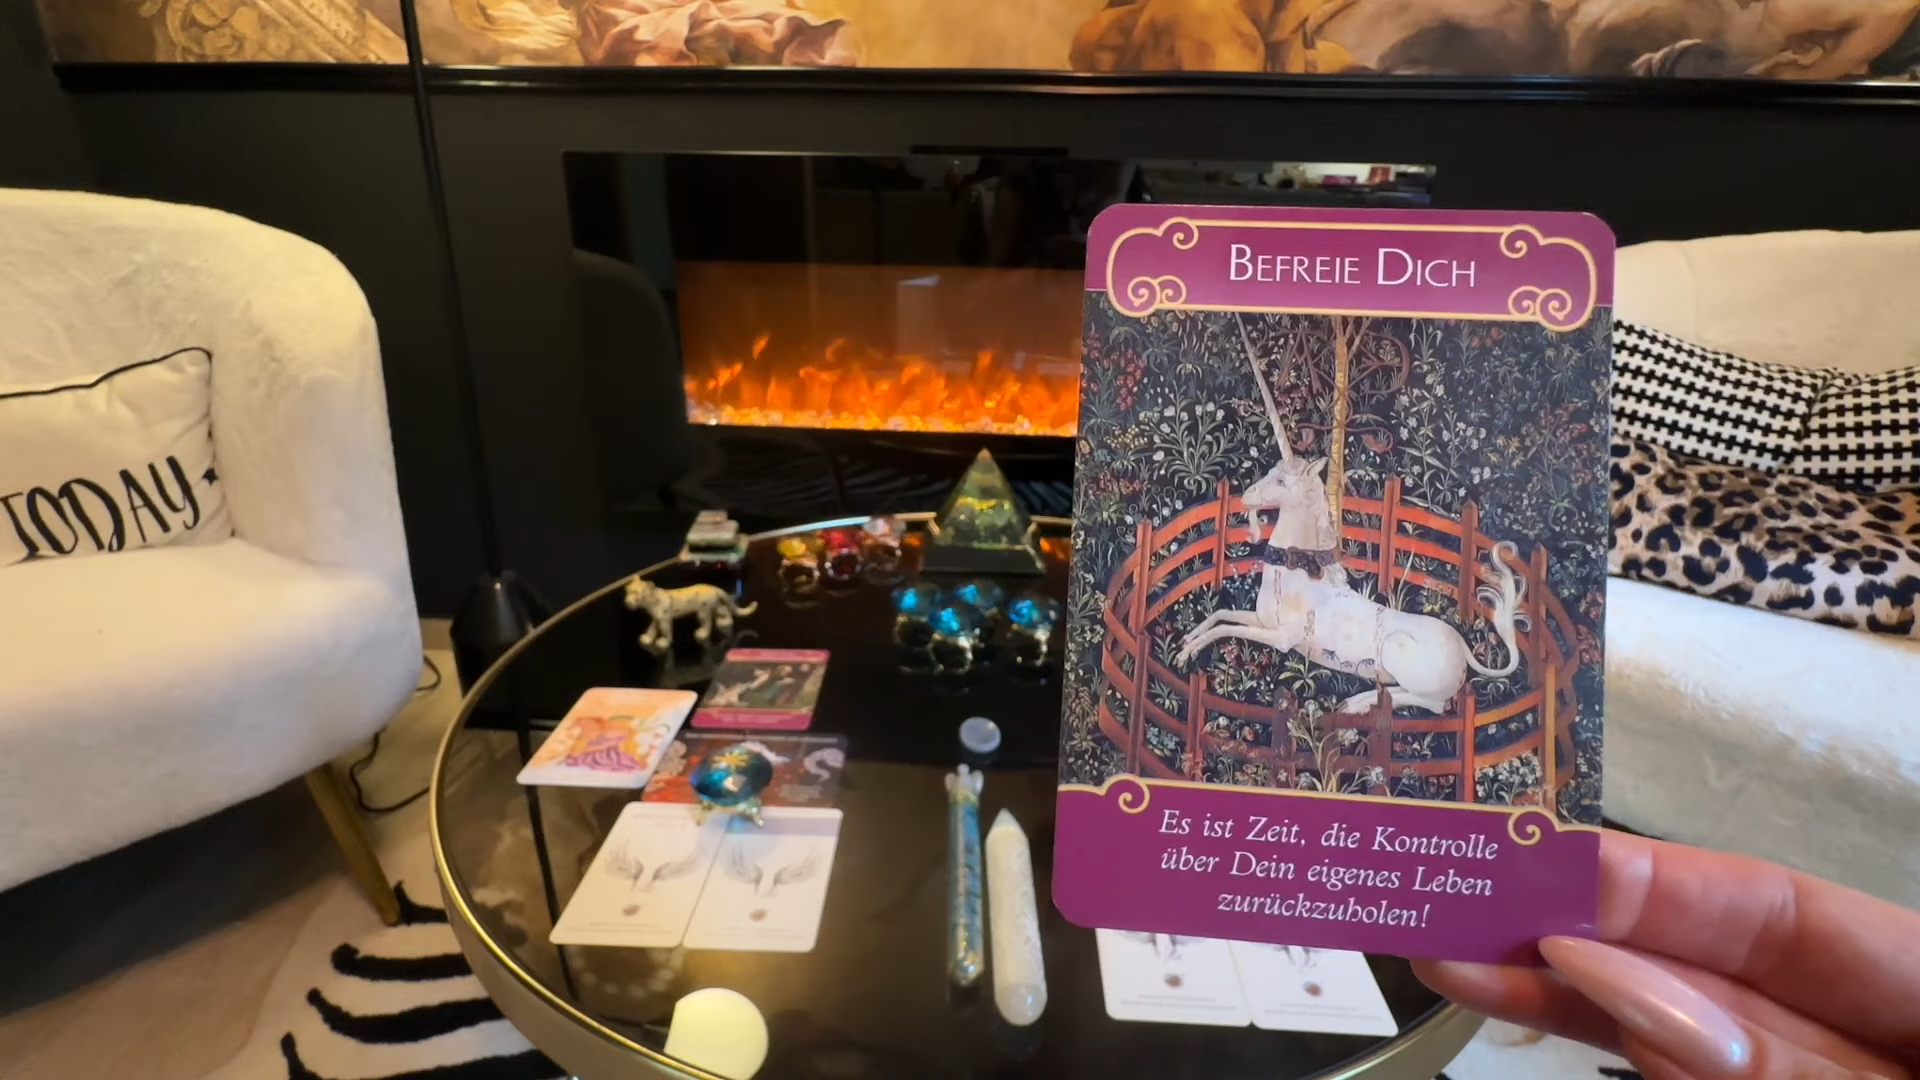 TODAY
BEFREIE DICH
Es ist Zeit, die Kontrolle
über Dein eigenes Leben
zurückzuholen!